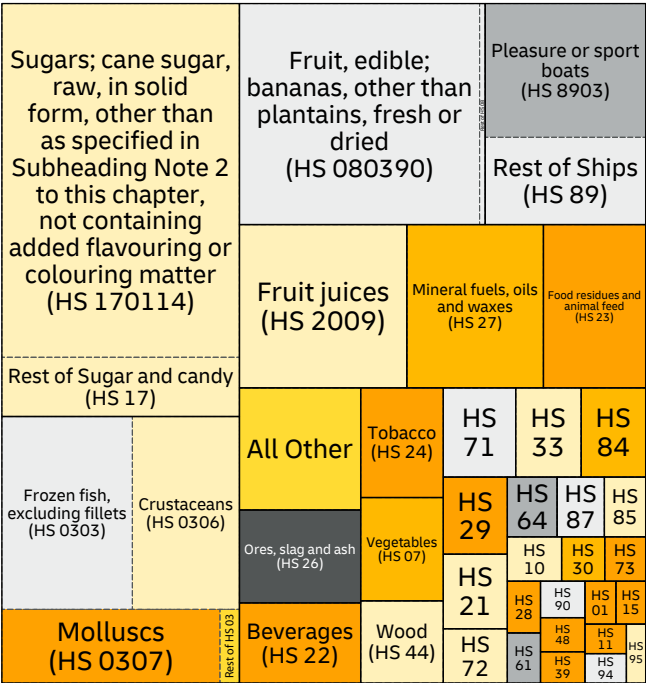 Sugars; cane sugar,
raw, in solid
form, other than
as specified in
Subheading Note 2
to this chapter,
not containing
added flavouring or
colouring matter
(HS 170114)
Rest of Sugar and candy
(HS 17)
Frozen fish,
excluding fillets
(HS 0303)
Crustaceans
(HS 0306)
Molluscs
(HS 0307)
Rest of HS 03
Fruit, edible;
bananas, other than
plantains, fresh or
dried
(HS 080390)
Pleasure or sport
boats
(HS 8903)
Rest of Ships
(HS 89)
Fruit juices
(HS 2009)
Mineral fuels, oils
and waxes
(HS 27)
Food residues and
animal feed
(HS 23)
All Other
Ores, slag and ash
(HS 26)
Beverages
(HS 22)
Tobacco
(HS 24)
Vegetables
(HS 07)
Wood
(HS 44)
HS
71
HS
33
HS
84
HS
29
HS
64
HS
87
HS
85
HS
21
HS
10
HS
30
HS
73
HS
72
HS
28
HS
90
HS
01
HS
15
HS
61
HS
48
HS
11
HS
95
HS
39
HS
94